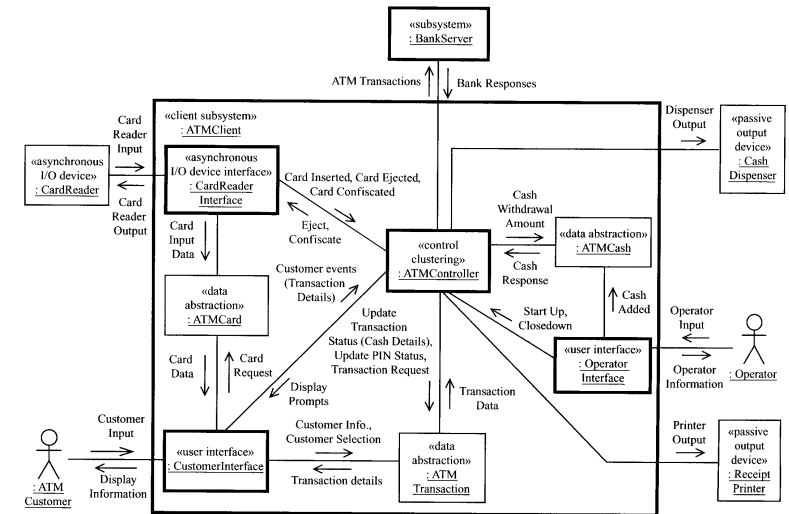 «subsystem»
: BankServer
ATM Transactions
Bank Responses
Card
Reader
Input
«client subsystem»
: ATMClient
Dispenser
Output
«passive
output
device»
: Cash
Dispenser
«asynchronous
I/O device»
: CardReader
Card
Reader
Output
«asynchronous
I/O device interface»
: CardReader
Interface
Card Inserted, Card Ejected,
Card Confiscated
Eject,
Confiscate
Cash
Withdrawal
Amount
Cash
Response
«data abstraction»
: ATMCash
«control
clustering»
: ATMController
Card
Input
Data
Customer events
(Transaction
Details)
«data
abstraction»
: ATMCard
Update
Transaction
Status (Cash Details),
Update PIN Status,
Transaction Request
Start Up,
Closedown
Cash
Added
Operator
Input
Operator
Information
: Operator
«user interface»
: Operator
Interface
Card
Data
Card
Request
Display
Prompts
Transaction
Data
Customer
Input
Display
Information
: ATM
Customer
«user interface»
: CustomerInterface
Customer Info.,
Customer Selection
Transaction details
«data
abstraction»
: ATM
Transaction
Printer
Output
«passive
output
device»
: Receipt
Printer